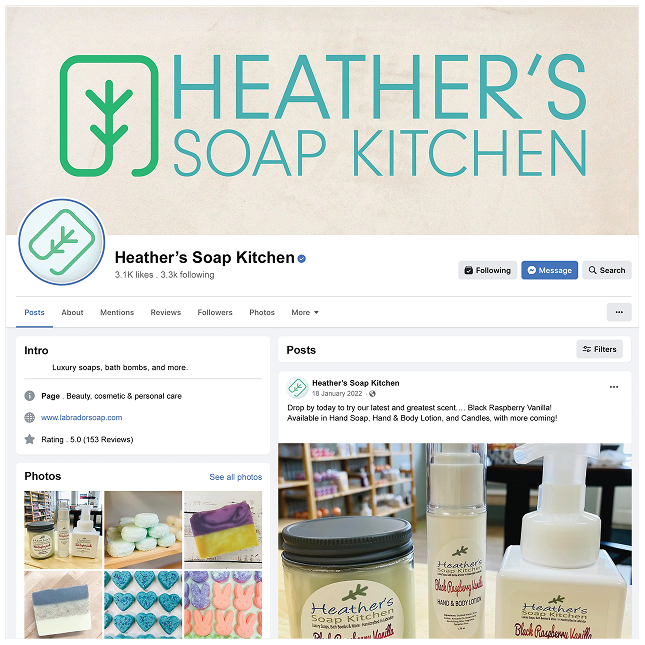 HEATHER'S
SOAP KITCHEN
Heather's Soap Kitchen
3.1K likes . 3.3k following
Following
Message
Search
Posts
About
Mentions
Reviews
Followers
Photos
More
Intro
Luxury soaps, bath bombs, and more.
Page . Beauty, cosmetic & personal care
www.labradorsoap.com
Rating . 5.0 (153 Reviews)
Photos
See all photos
Posts
Filters
Heather's Soap Kitchen
18 January 2022 ·
Drop by today to try our latest and greatest scent.... Black Raspberry Vanilla!
Available in Hand Soap, Hand & Body Lotion, and Candles, with more coming!
Heather's
Soap Kitchen
Black Raspberry Vanilla
Heather's
Soap Kitchen
Black Raspberry Vanilla
HAND & BODY LOTION
Heather's
Soap Kitchen
Black Raspberry Vanilla